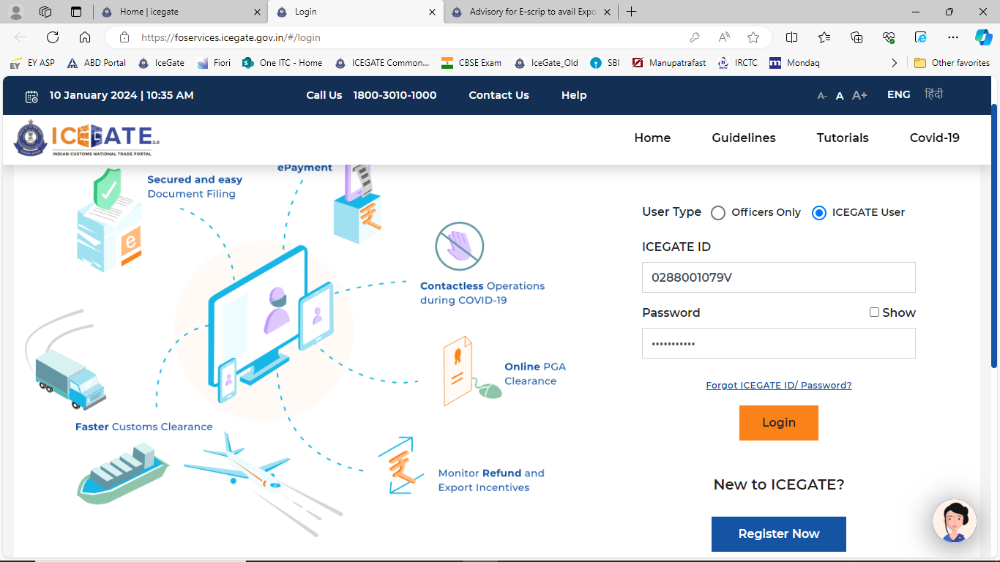 Home | icegate
Login
Advisory for E-scrip to avail Expo
https://foservices.icegate.gov.in/#/login
EY
EY ASP
ABD Portal
IceGate
Fiori
One ITC - Home
ICEGATE Common...
CBSE Exam
IceGate_Old
SBI
Manupatrafast
IRCTC
Mondaq
Other favorites
10 January 2024 | 10:35 AM
Call Us 1800-3010-1000
Contact Us
Help
A- A A+
ENG हिंदी
ICEGATE 2.0
INDIAN CUSTOMS NATIONAL TRADE PORTAL
Home
Guidelines
Tutorials
Covid-19
ePayment
Secured and easy
Document Filing
Contactless Operations
during COVID-19
Online PGA
Clearance
Faster Customs Clearance
Monitor Refund and
Export Incentives
User Type Officers Only ICEGATE User
ICEGATE ID
0288001079V
Password Show
•••••••••••
Forgot ICEGATE ID/ Password?
Login
New to ICEGATE?
Register Now